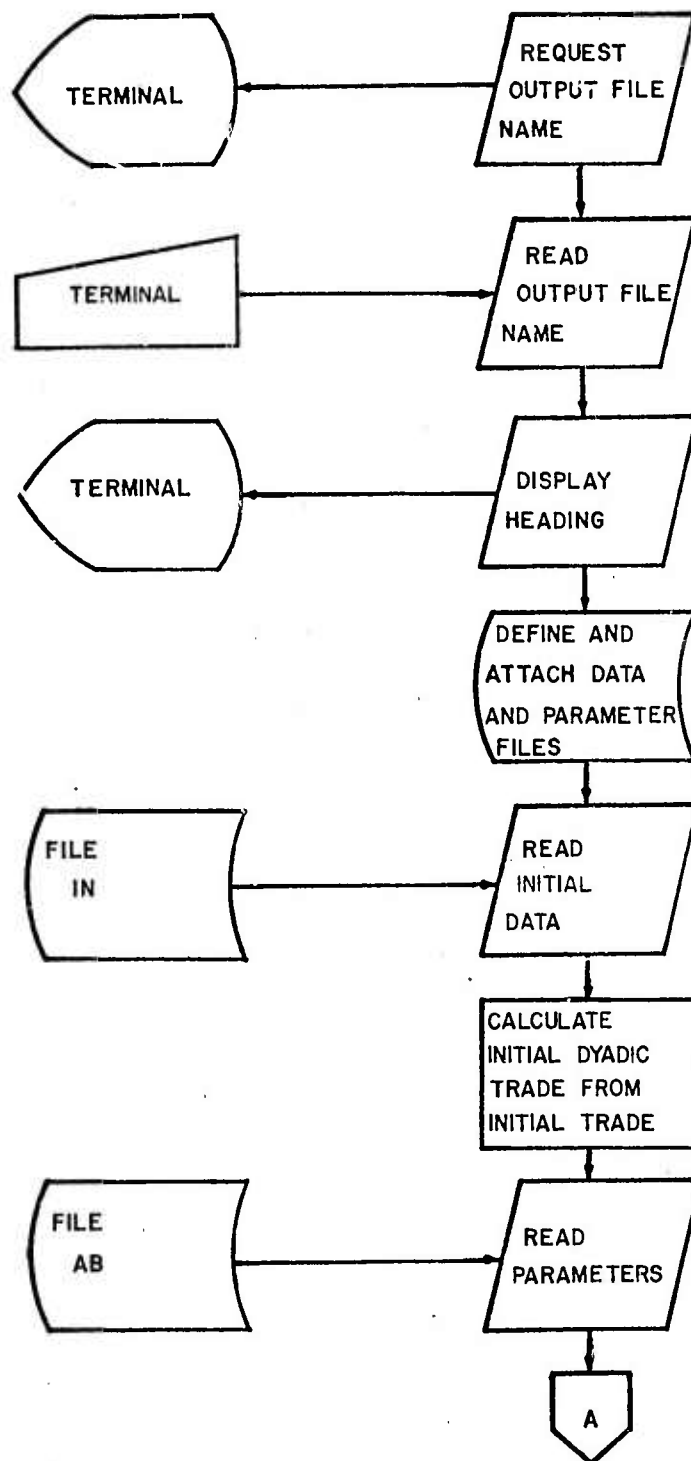 TERMINAL
REQUEST
OUTPUT FILE
NAME
TERMINAL
READ
OUTPUT FILE
NAME
TERMINAL
DISPLAY
HEADING
DEFINE AND
ATTACH DATA
AND PARAMETER
FILES
FILE
IN
READ
INITIAL
DATA
CALCULATE
INITIAL DYADIC
TRADE FROM
INITIAL TRADE
FILE
AB
READ
PARAMETERS
A